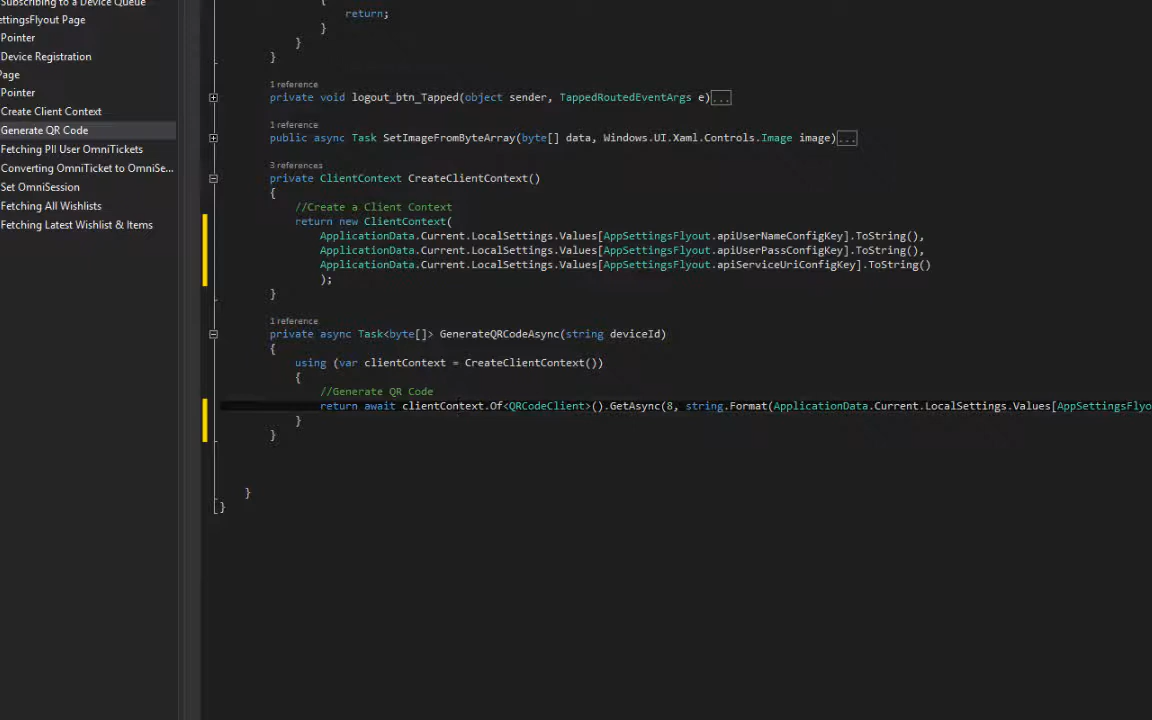 Subscribing to a Device Queue
ettingsFlyout Page
Pointer
Device Registration
Page
Pointer
Create Client Context
Generate QR Code
Fetching PII User OmniTickets
Converting OmniTicket to OmniSe...
Set OmniSession
Fetching All Wishlists
Fetching Latest Wishlist & Items
{
return;
}
}
}
1 reference
private void logout_btn_Tapped(object sender, TappedRoutedEventArgs e)...
1 reference
public async Task SetImageFromByteArray(byte[] data, Windows.UI.Xaml.Controls.Image image)...
3 references
private ClientContext CreateClientContext()
{
//Create a Client Context
return new ClientContext(
ApplicationData.Current.LocalSettings.Values[AppSettingsFlyout.apiUserNameConfigKey].ToString(),
ApplicationData.Current.LocalSettings.Values[AppSettingsFlyout.apiUserPassConfigKey].ToString(),
ApplicationData.Current.LocalSettings.Values[AppSettingsFlyout.apiServiceUriConfigKey].ToString()
);
}
1 reference
private async Task<byte[]> GenerateQRCodeAsync(string deviceId)
{
using (var clientContext = CreateClientContext())
{
//Generate QR Code
return await clientContext.Of<QRCodeClient>().GetAsync(8, string.Format(ApplicationData.Current.LocalSettings.Values[AppSettingsFlyo
}
}
}
}